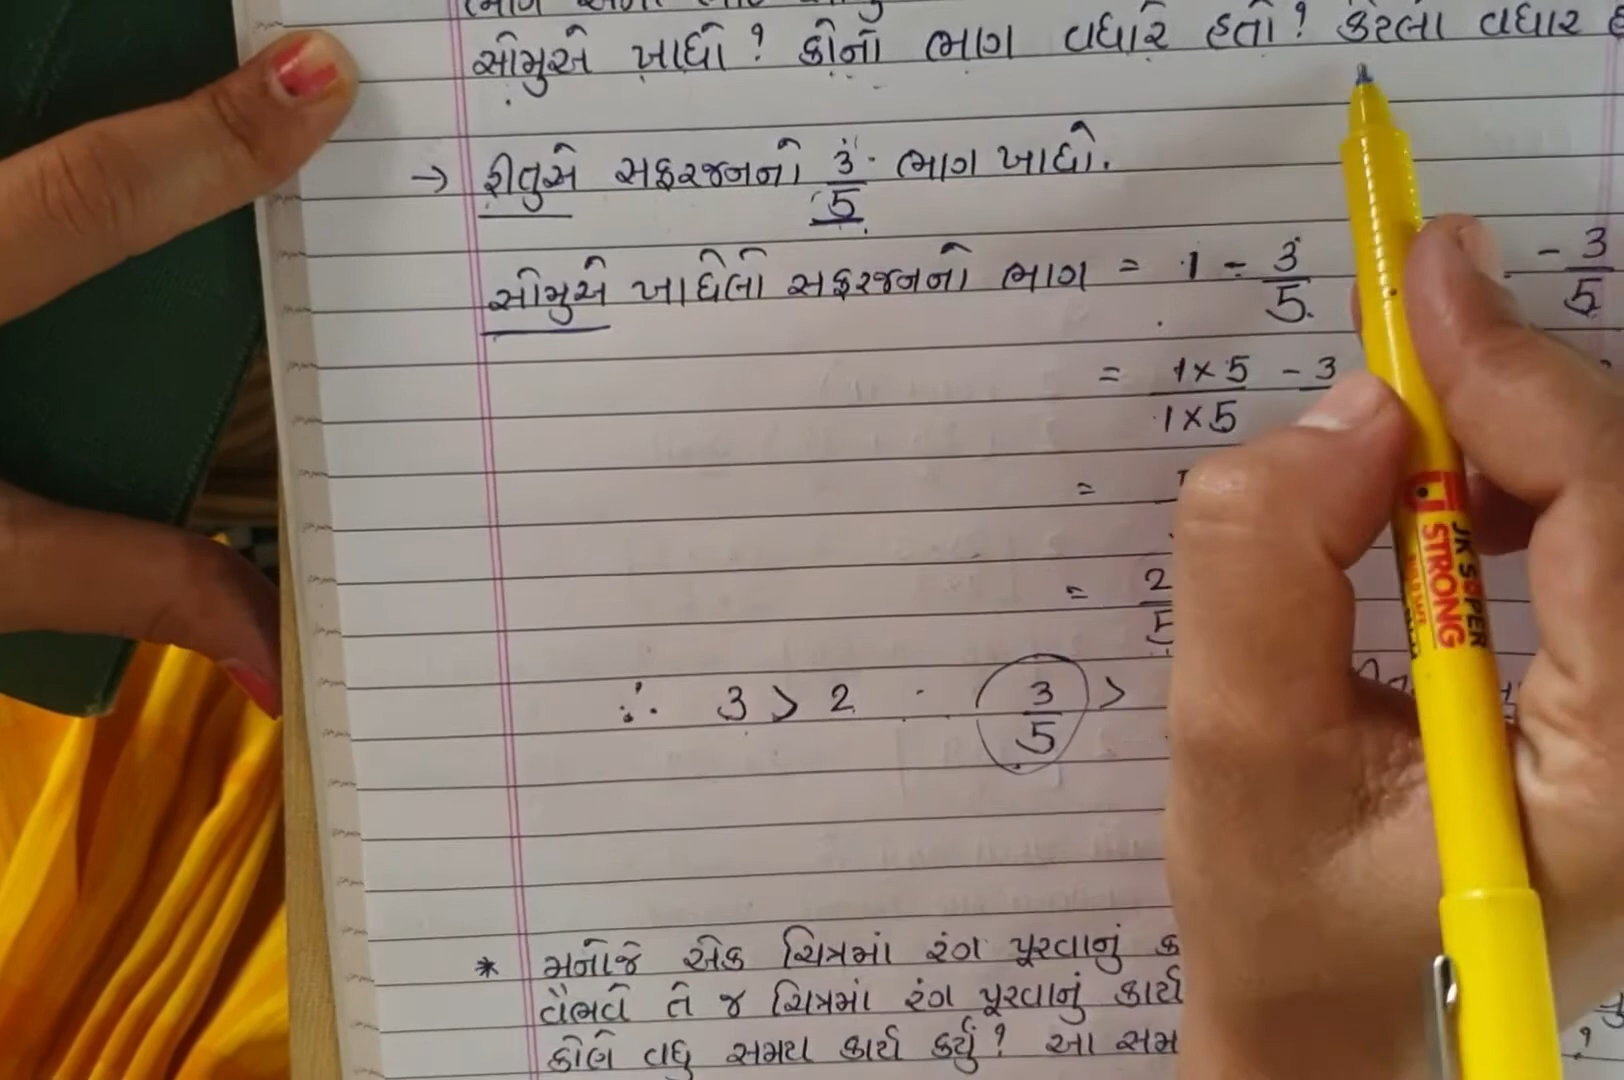 સોમુએ ખાધો? કોનો ભાગ વધારે હતો? કેટલો વધારે
→ રીતુએ સફરજનનો 3/5 ભાગ ખાધો.
સોમુએ ખાધેલો સફરજનનો ભાગ = 1 - 3/5 - 3/5
= 1×5 - 3 / 1×5
=
= 2/5
∴ 3 > 2 3/5 >
* મનોજે એક ચિત્રમાં રંગ પૂરવાનું
વૈભવે તે જ ચિત્રમાં રંગ પૂરવાનું કાર્ય
કોણે વધુ સમય કાર્ય કર્યું? આ સમ
JK SUPER
STRONG